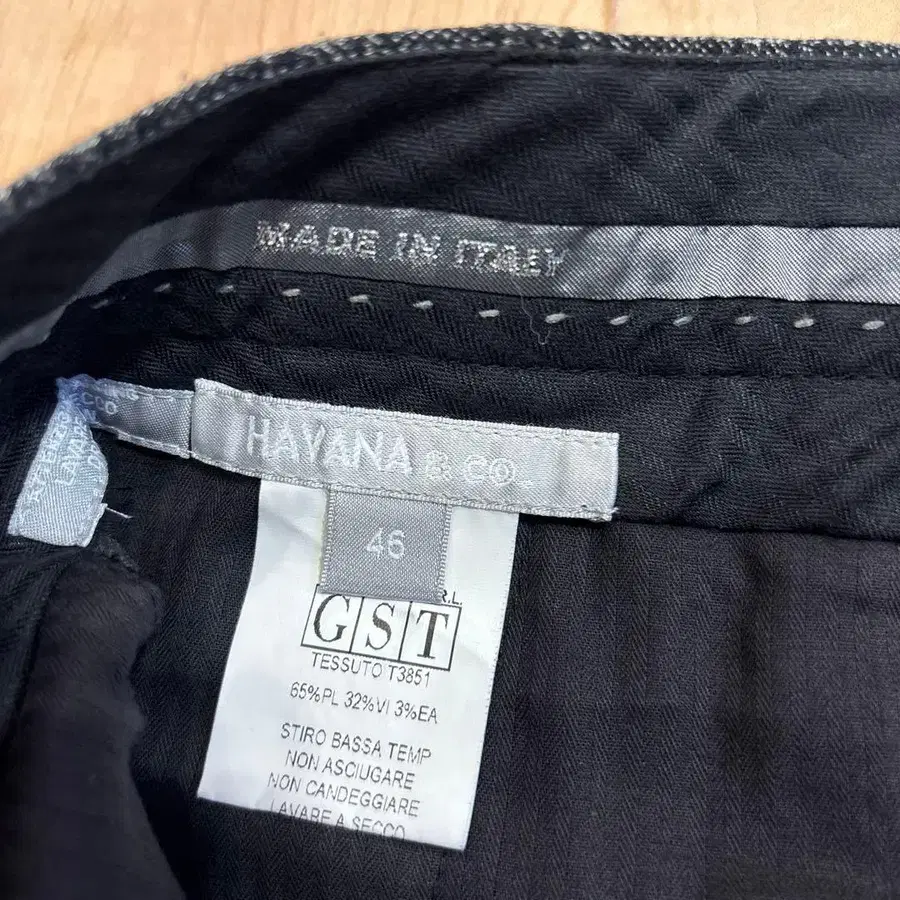 MADE IN ITALY
HAVANA & CO.
46
R.L.
GST
TESSUTO T3851
65%PL 32%VI 3%EA
STIRO BASSA TEMP
NON ASCIUGARE
NON CANDEGGIARE
LAVARE A SECCO